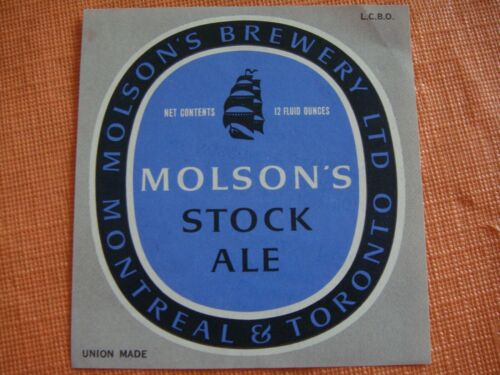 L.C.B.O.
MOLSON'S BREWERY LTD
MONTREAL & TORONTO
NET CONTENTS 12 FLUID OUNCES
MOLSON'S
STOCK
ALE
UNION MADE